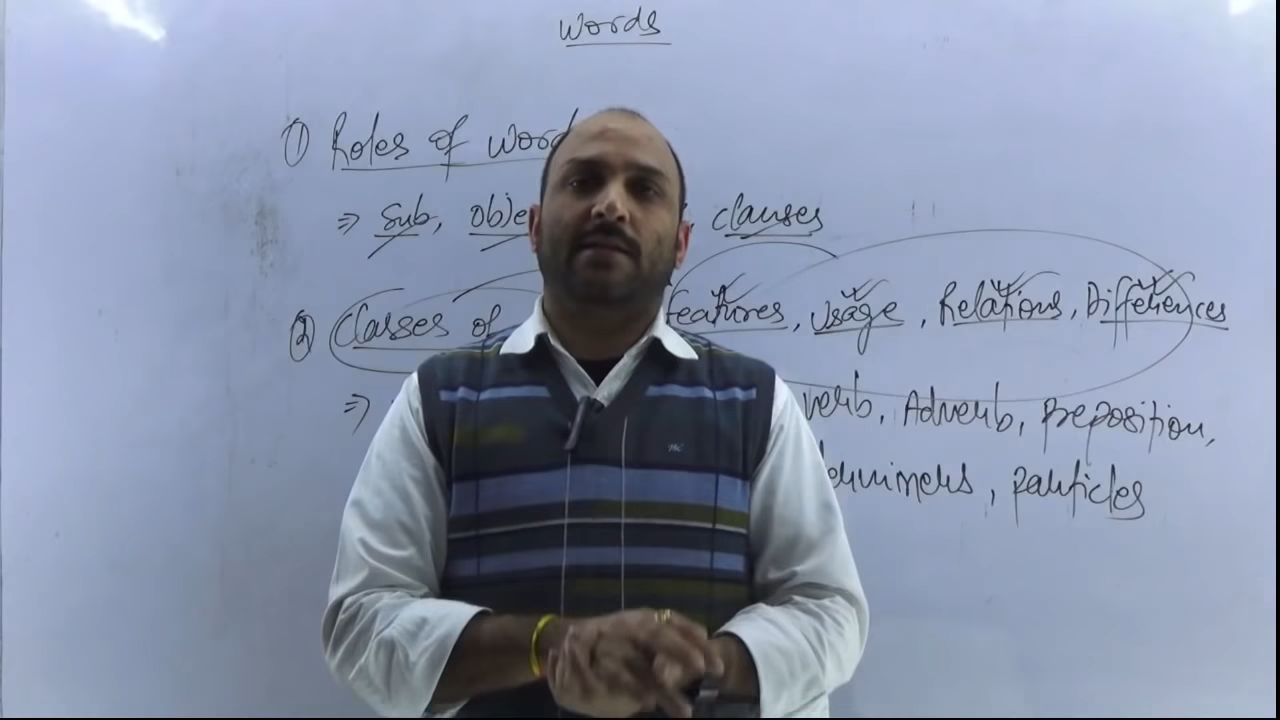 Words
1) Roles of word
⇒ Sub, obje , clauses
2) Classes of features, usage, Relations, Differences
⇒ verb, Adverb, preposition,
particles